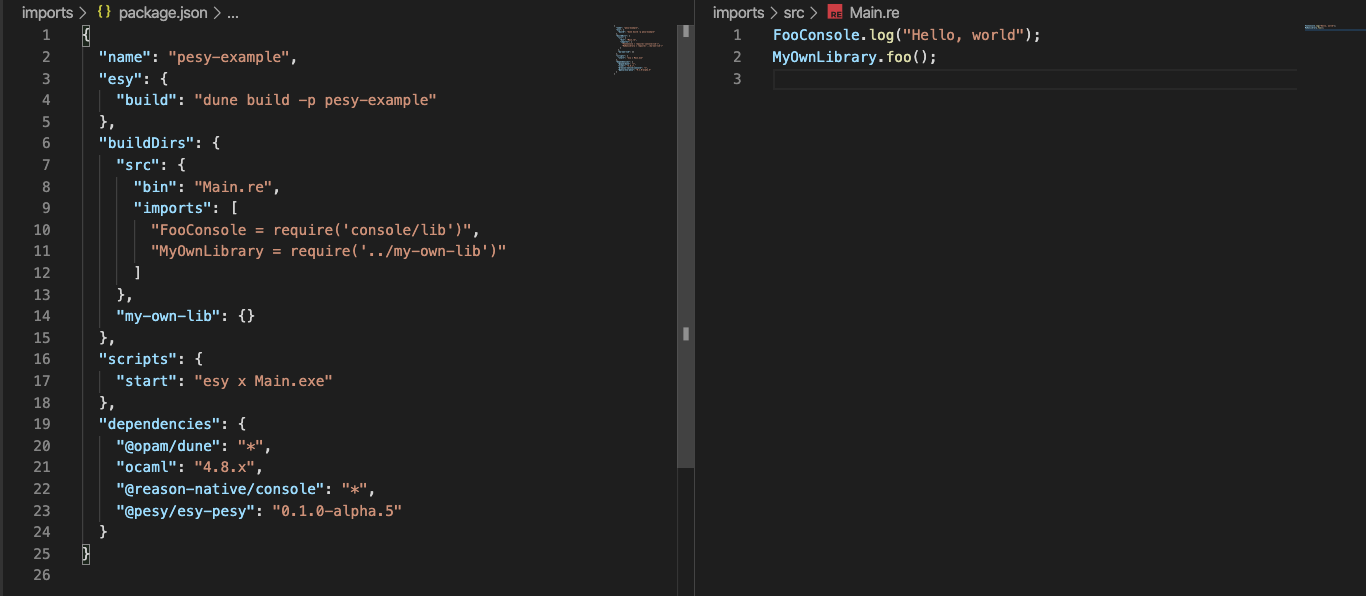 imports > {} package.json > ...
1 {
2 "name": "pesy-example",
3 "esy": {
4 "build": "dune build -p pesy-example"
5 },
6 "buildDirs": {
7 "src": {
8 "bin": "Main.re",
9 "imports": [
10 "FooConsole = require('console/lib')",
11 "MyOwnLibrary = require('../my-own-lib')"
12 ]
13 },
14 "my-own-lib": {}
15 },
16 "scripts": {
17 "start": "esy x Main.exe"
18 },
19 "dependencies": {
20 "@opam/dune": "*",
21 "ocaml": "4.8.x",
22 "@reason-native/console": "*",
23 "@pesy/esy-pesy": "0.1.0-alpha.5"
24 }
25 }
26
imports > src > RE Main.re
1 FooConsole.log("Hello, world");
2 MyOwnLibrary.foo();
3